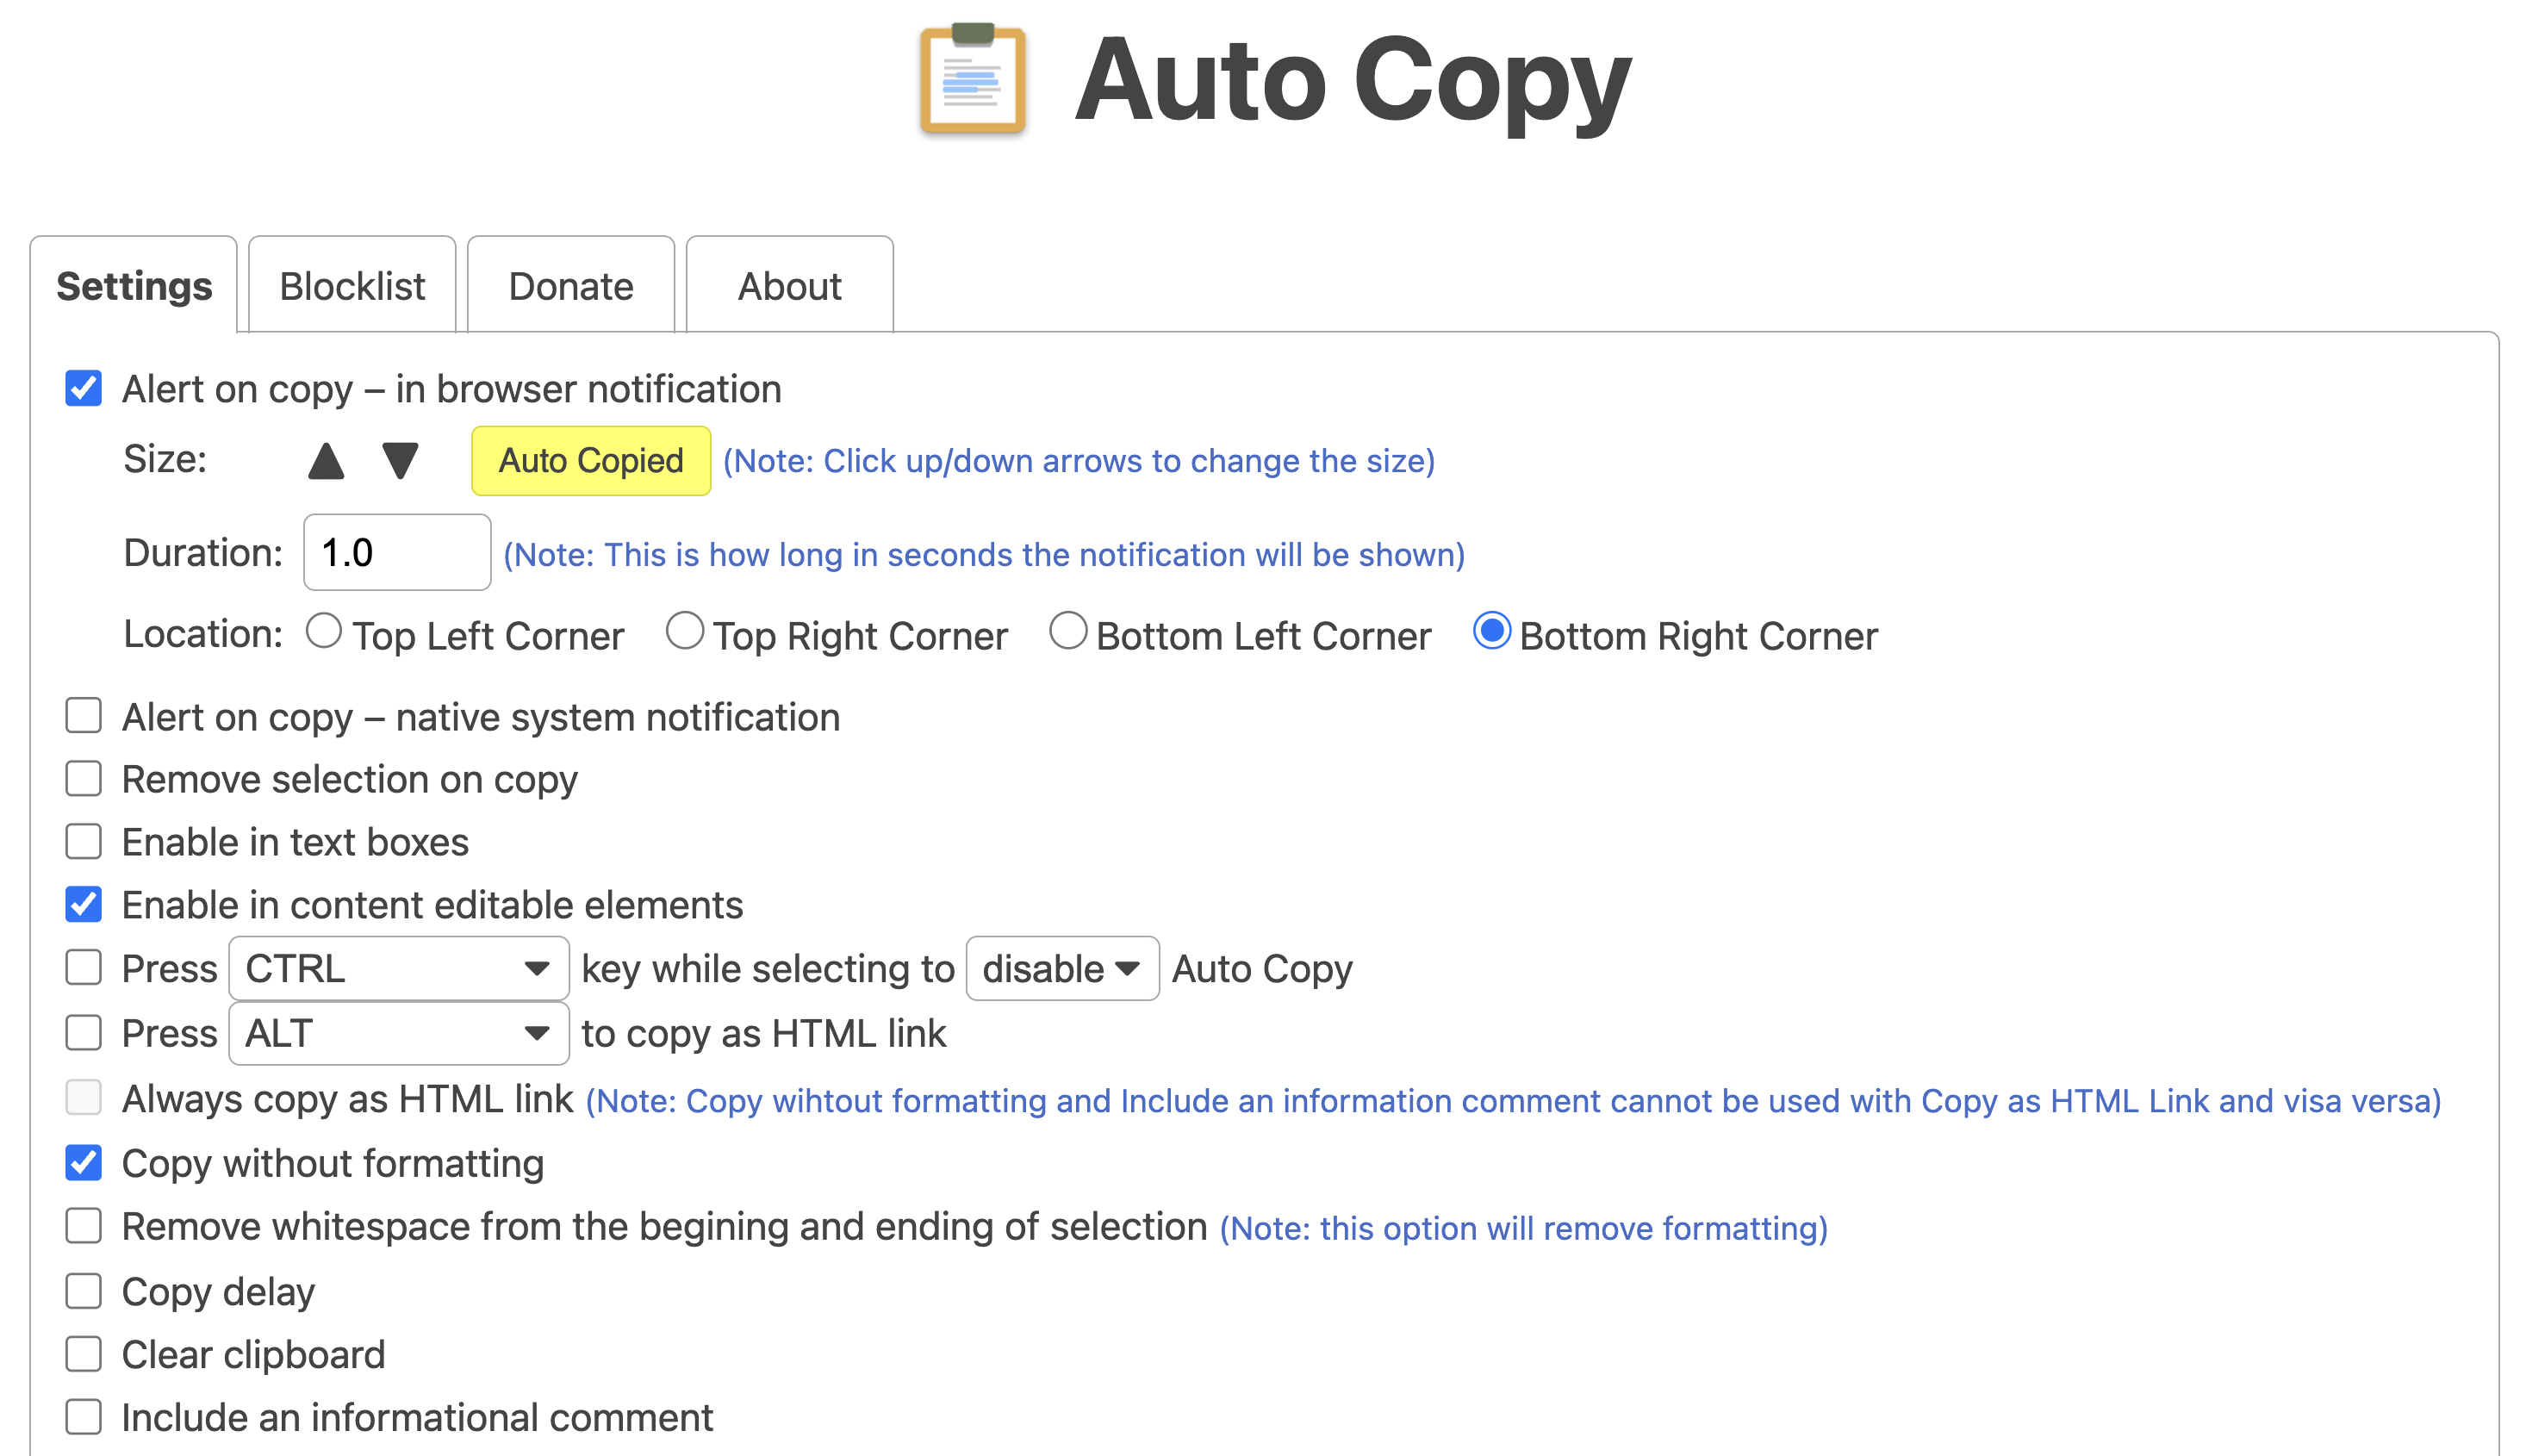 Auto Copy
Settings Blocklist Donate About
Alert on copy – in browser notification
Size: Auto Copied (Note: Click up/down arrows to change the size)
Duration: 1.0 (Note: This is how long in seconds the notification will be shown)
Location: Top Left Corner Top Right Corner Bottom Left Corner Bottom Right Corner
Alert on copy – native system notification
Remove selection on copy
Enable in text boxes
Enable in content editable elements
Press CTRL key while selecting to disable Auto Copy
Press ALT to copy as HTML link
Always copy as HTML link (Note: Copy wihtout formatting and Include an information comment cannot be used with Copy as HTML Link and visa versa)
Copy without formatting
Remove whitespace from the begining and ending of selection (Note: this option will remove formatting)
Copy delay
Clear clipboard
Include an informational comment